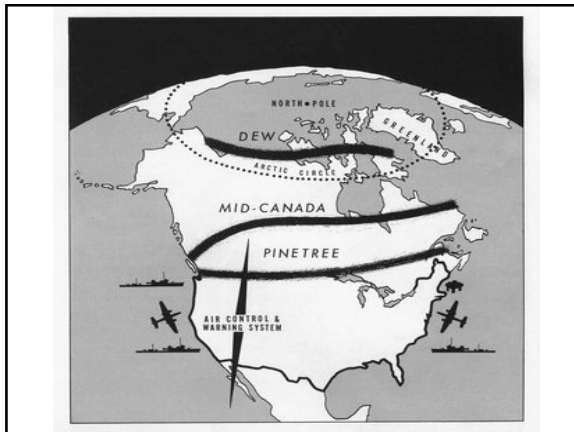 NORTH POLE
GREENLAND
DEW
ARCTIC CIRCLE
MID-CANADA
PINETREE
AIR CONTROL &
WARNING SYSTEM